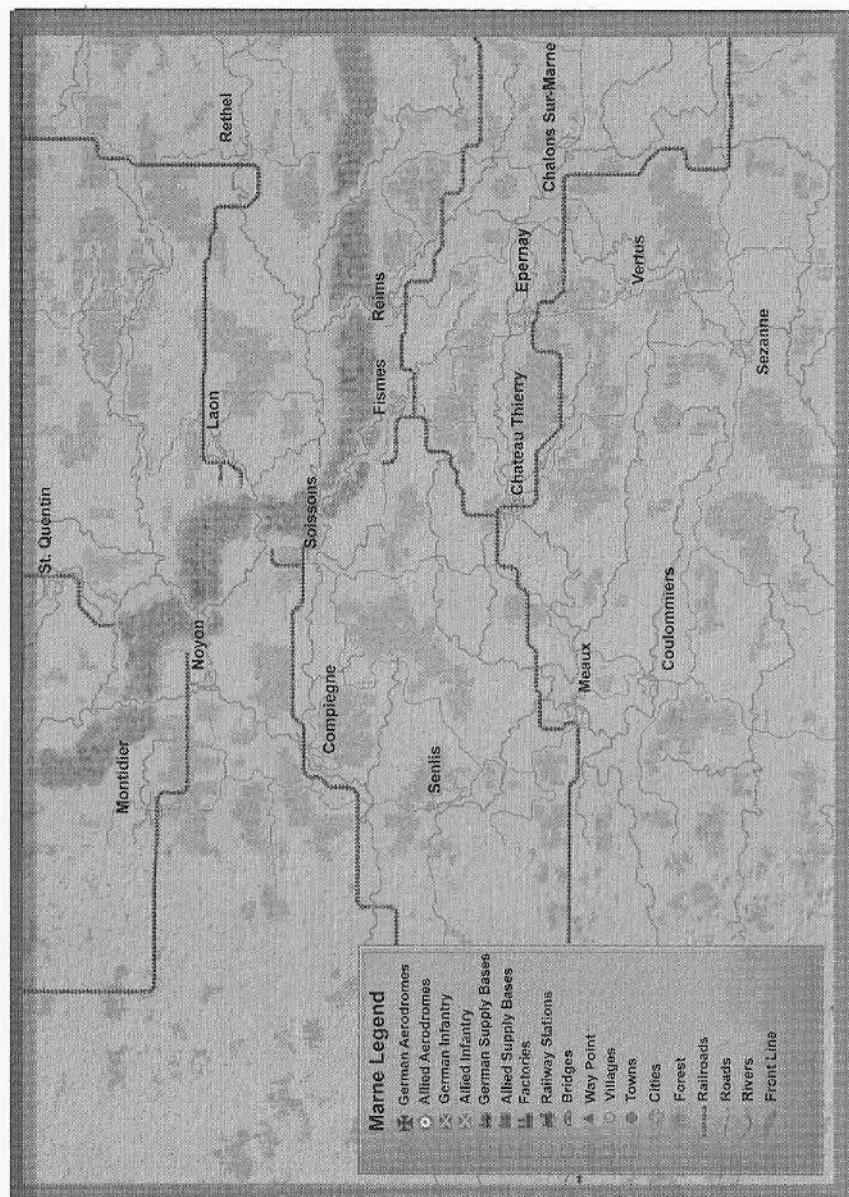 St. Quentin
Rethel
Montidier
Laon
Noyon
Soissons
Reims
Fismes
Compiegne
Chalons Sur-Marne
Epernay
Chateau Thierry
Senlis
Vertus
Meaux
Sezanne
Coulommiers
Marne Legend
German Aerodromes
Allied Aerodromes
German Infantry
Allied Infantry
German Supply Bases
Allied Supply Bases
Factories
Railway Stations
Bridges
Way Point
Villages
Towns
Cities
Forest
Railroads
Roads
Rivers
Front Line